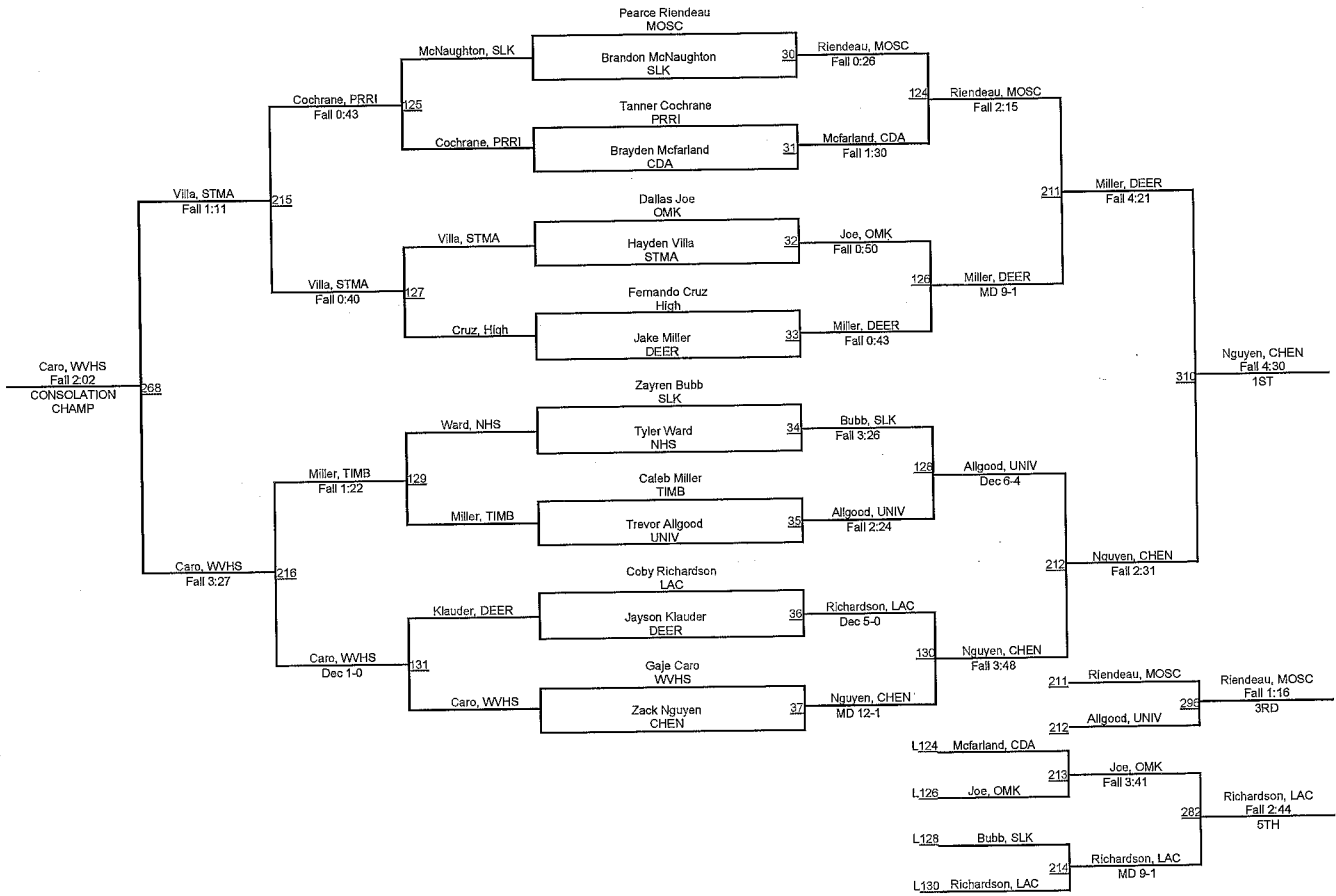 Pearce Riendeau
MOSC
McNaughton, SLK
Brandon McNaughton
SLK
30
Riendeau, MOSC
Fall 0:26
Cochrane, PRRI
Fall 0:43
125
124
Riendeau, MOSC
Fall 2:15
Tanner Cochrane
PRRI
Cochrane, PRRI
Brayden Mcfarland
CDA
31
Mcfarland, CDA
Fall 1:30
Villa, STMA
Fall 1:11
215
211
Miller, DEER
Fall 4:21
Dallas Joe
OMK
Villa, STMA
Hayden Villa
STMA
32
Joe, OMK
Fall 0:50
Villa, STMA
Fall 0:40
127
126
Miller, DEER
MD 9-1
Fernando Cruz
High
Cruz, High
Jake Miller
DEER
33
Miller, DEER
Fall 0:43
Caro, WVHS
Fall 2:02
CONSOLATION
CHAMP
268
310
Nguyen, CHEN
Fall 4:30
1ST
Zayren Bubb
SLK
Ward, NHS
Tyler Ward
NHS
34
Bubb, SLK
Fall 3:26
Miller, TIMB
Fall 1:22
129
128
Allgood, UNIV
Dec 6-4
Caleb Miller
TIMB
Miller, TIMB
Trevor Allgood
UNIV
35
Allgood, UNIV
Fall 2:24
Caro, WVHS
Fall 3:27
216
212
Nguyen, CHEN
Fall 2:31
Coby Richardson
LAC
Klauder, DEER
Jayson Klauder
DEER
36
Richardson, LAC
Dec 5-0
Caro, WVHS
Dec 1-0
131
130
Nguyen, CHEN
Fall 3:48
Gaje Caro
WVHS
Caro, WVHS
Zack Nguyen
CHEN
37
Nguyen, CHEN
MD 12-1
211
Riendeau, MOSC
296
Riendeau, MOSC
Fall 1:16
3RD
212
Allgood, UNIV
L124
Mcfarland, CDA
213
Joe, OMK
Fall 3:41
L126
Joe, OMK
282
Richardson, LAC
Fall 2:44
5TH
L128
Bubb, SLK
214
Richardson, LAC
MD 9-1
L130
Richardson, LAC